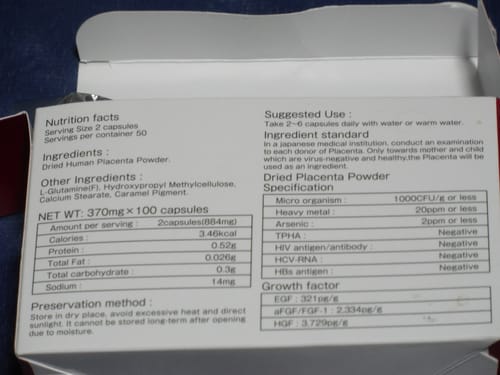 Nutrition facts
Serving Size 2 capsules
Servings per container 50
Ingredients :
Dried Human Placenta Powder.
Other Ingredients :
L-Glutamine(F), Hydroxypropyl Methylcellulose,
Calcium Stearate, Caramel Pigment.
NET WT: 370mg×100 capsules
Amount per serving : 2capsules(884mg)
Calories : 3.46kcal
Protein : 0.52g
Total Fat : 0.026g
Total carbohydrate : 0.3g
Sodium : 14mg
Preservation method :
Store in dry place, avoid excessive heat and direct
sunlight. It cannot be stored long-term after opening
due to moisture.
Suggested Use :
Take 2-6 capsules daily with water or warm water.
Ingredient standard
In a japanese medical institution, conduct an examination
to each donor of Placenta. Only towards mother and child
which are virus-negative and healthy,the Placenta will be
used as an ingredient.
Dried Placenta Powder
Specification
Micro organism : 1000CFU/g or less
Heavy metal : 20ppm or less
Arsenic : 2ppm or less
TPHA : Negative
HIV antigen/antibody : Negative
HCV-RNA : Negative
HBs antigen : Negative
Growth factor
EGF : 321pg/g
aFGF/FGF-1 : 2,334pg/g
HGF : 3,729pg/g